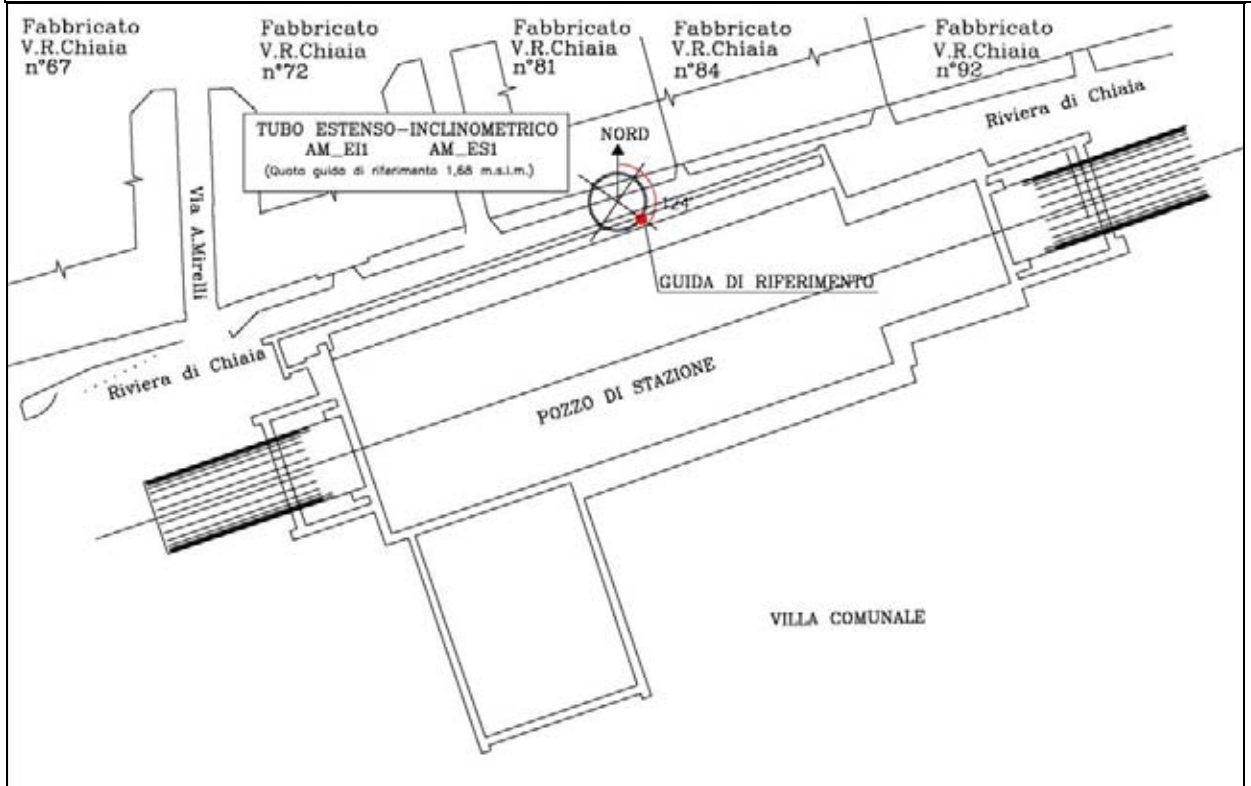 Fabbricato
V.R.Chiaia
n°67
Fabbricato
V.R.Chiaia
n°72
Fabbricato
V.R.Chiaia
n°81
Fabbricato
V.R.Chiaia
n°84
Fabbricato
V.R.Chiaia
n°92
Riviera di Chiaia
TUBO ESTENSO-INCLINOMETRICO
AM_EI1 AM_ES1
(Quota guida di riferimento 1,68 m.s.l.m.)
NORD
124°
Via A.Mirelli
GUIDA DI RIFERIMENTO
Riviera di Chiaia
POZZO DI STAZIONE
VILLA COMUNALE